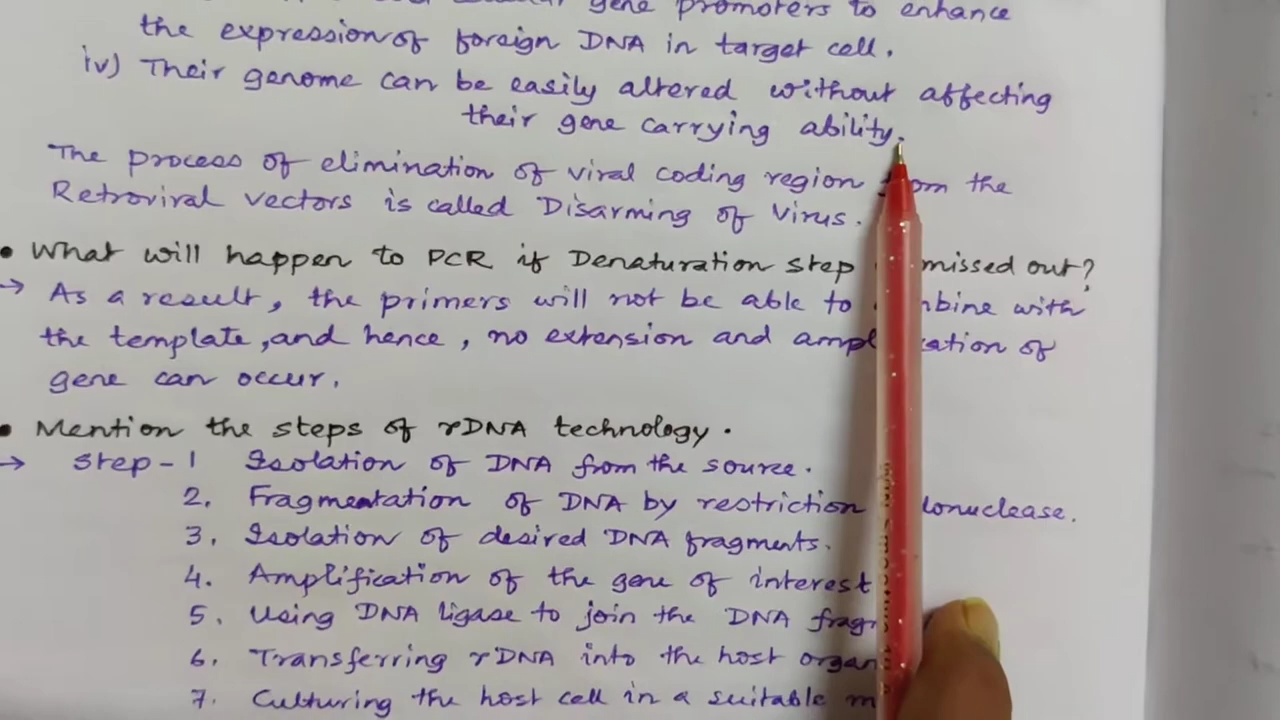 gene promoters to enhance
the expression of foreign DNA in target cell.
iv) Their genome can be easily altered without affecting
their gene carrying ability.
The process of elimination of viral coding region the
Retroviral vectors is called Disarming of Virus.
• What will happen to PCR if Denaturation step missed out?
→ As a result, the primers will not be able to with
the template, and hence, no extension and of
gene can occur.
• Mention the steps of rDNA technology.
→ Step-1 Isolation of DNA from the source.
2. Fragmentation of DNA by restriction
3. Isolation of desired DNA fragments.
4. Amplification of the gene of interest
5. Using DNA ligase to join the DNA
6. Transferring rDNA into the host
7. Culturing the host cell in a suitable